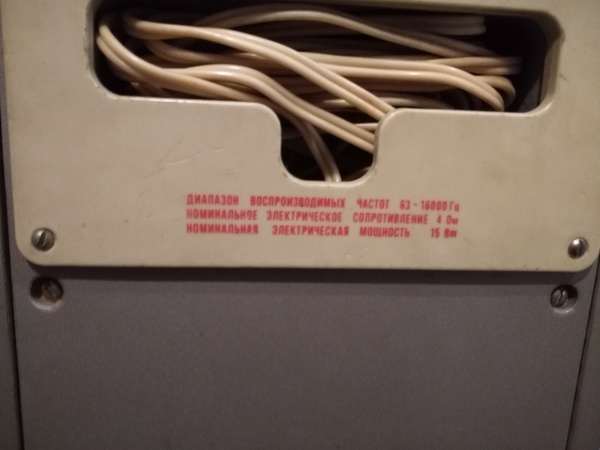 ДИАПАЗОН ВОСПРОИЗВОДИМЫХ ЧАСТОТ 63-16000 Гц
НОМИНАЛЬНОЕ ЭЛЕКТРИЧЕСКОЕ СОПРОТИВЛЕНИЕ 4 Ом
НОМИНАЛЬНАЯ ЭЛЕКТРИЧЕСКАЯ МОЩНОСТЬ 15 Вт